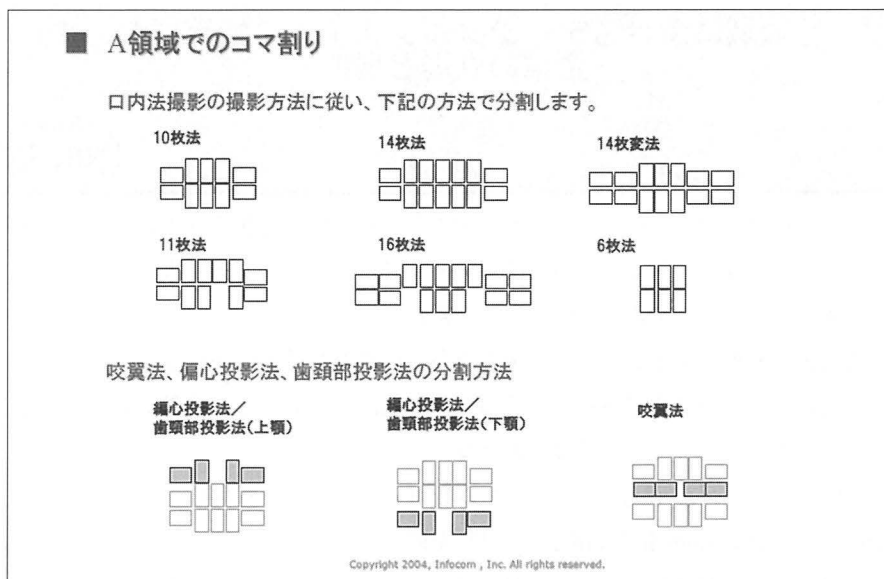 ■ A領域でのコマ割り
口内法撮影の撮影方法に従い、下記の方法で分割します。
10枚法 14枚法 14枚変法
11枚法 16枚法 6枚法
咬翼法、偏心投影法、歯頚部投影法の分割方法
編心投影法／
歯頸部投影法(上顎)
編心投影法／
歯頸部投影法(下顎)
咬翼法
Copyright 2004, Infocom , Inc. All rights reserved.